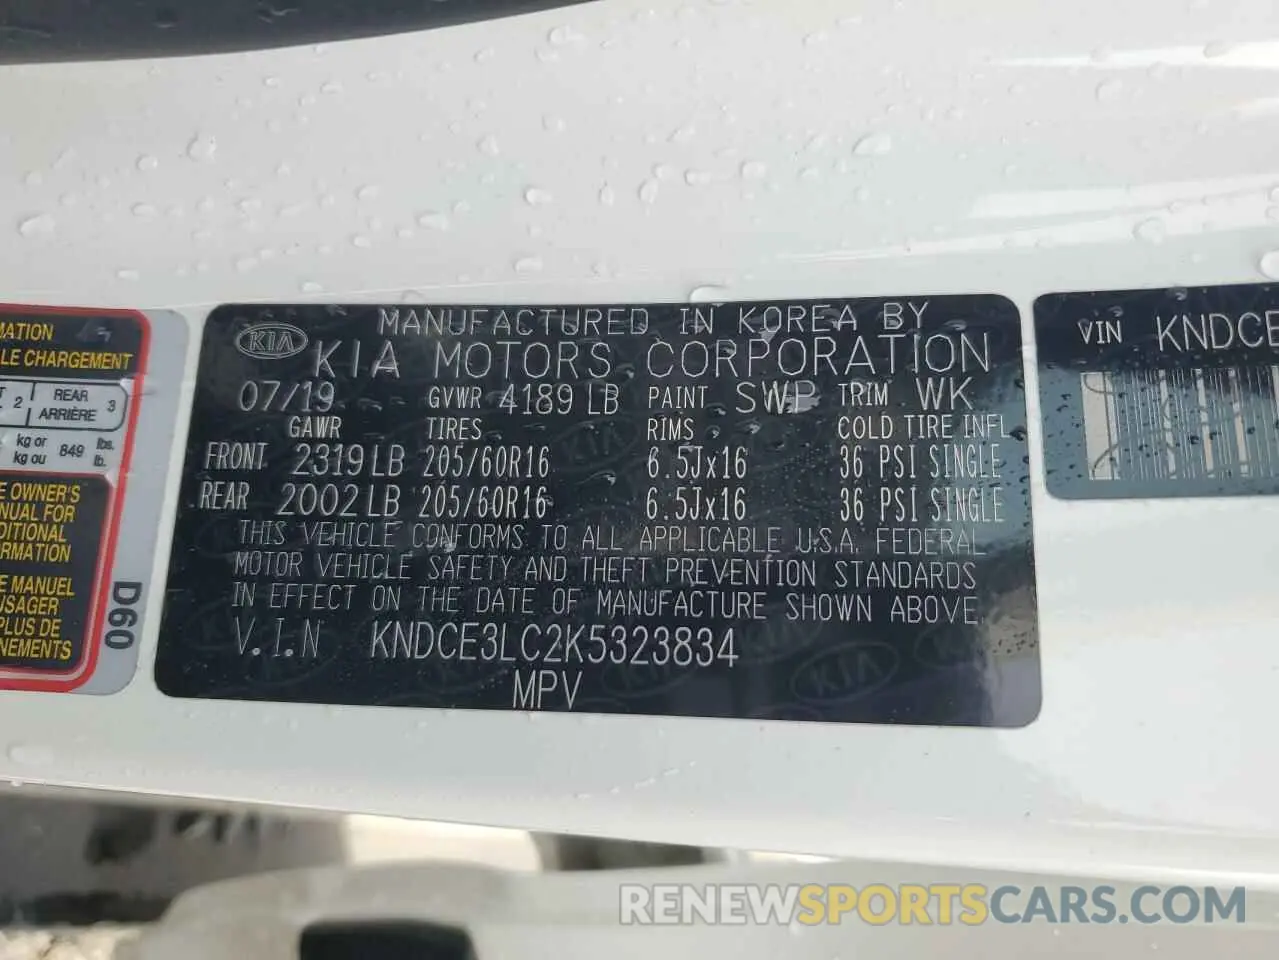 MATION
LE CHARGEMENT
2
REAR
ARRIÈRE
3
kg or
kg ou
849
lbs.
lb.
E OWNER'S
NUAL FOR
DITIONAL
ORMATION
E MANUEL
NSAGER
PLUS DE
NEMENTS
D60
KIA
MANUFACTURED IN KOREA BY
KIA MOTORS CORPORATION
07/19 GVWR 4189 LB PAINT SWP TRIM WK
GAWR TIRES RIMS COLD TIRE INFL
FRONT 2319 LB 205/60R16 6.5Jx16 36 PSI SINGLE
REAR 2002 LB 205/60R16 6.5Jx16 36 PSI SINGLE
THIS VEHICLE CONFORMS TO ALL APPLICABLE U.S.A. FEDERAL
MOTOR VEHICLE SAFETY AND THEFT PREVENTION STANDARDS
IN EFFECT ON THE DATE OF MANUFACTURE SHOWN ABOVE.
V.I.N KNDCE3LC2K5323834
MPV
VIN KNDCE
RENEWSPORTSCARS.COM